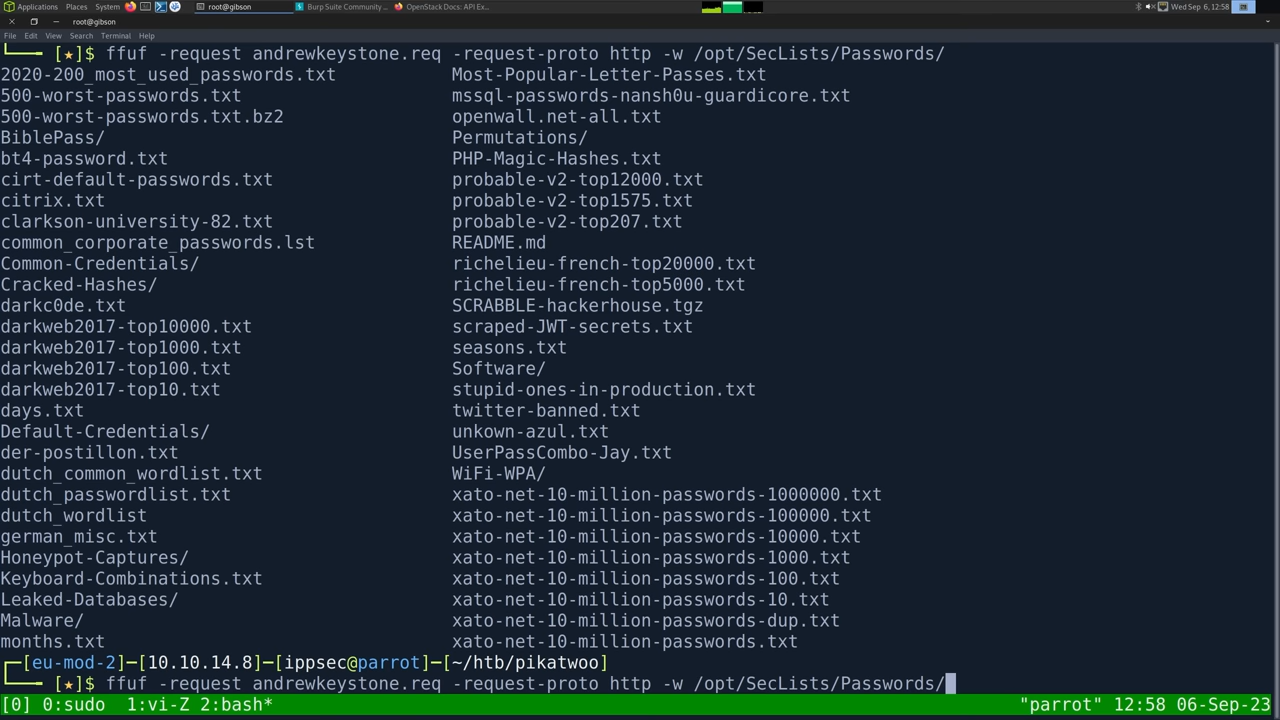 Applications Places System root@gibson Burp Suite Community ... OpenStack Docs: API Ex... Wed Sep 6, 12:58
root@gibson
File Edit View Search Terminal Help
└── [★]$ ffuf -request andrewkeystone.req -request-proto http -w /opt/SecLists/Passwords/
2020-200_most_used_passwords.txt Most-Popular-Letter-Passes.txt
500-worst-passwords.txt mssql-passwords-nansh0u-guardicore.txt
500-worst-passwords.txt.bz2 openwall.net-all.txt
BiblePass/ Permutations/
bt4-password.txt PHP-Magic-Hashes.txt
cirt-default-passwords.txt probable-v2-top12000.txt
citrix.txt probable-v2-top1575.txt
clarkson-university-82.txt probable-v2-top207.txt
common_corporate_passwords.lst README.md
Common-Credentials/ richelieu-french-top20000.txt
Cracked-Hashes/ richelieu-french-top5000.txt
darkc0de.txt SCRABBLE-hackerhouse.tgz
darkweb2017-top10000.txt scraped-JWT-secrets.txt
darkweb2017-top1000.txt seasons.txt
darkweb2017-top100.txt Software/
darkweb2017-top10.txt stupid-ones-in-production.txt
days.txt twitter-banned.txt
Default-Credentials/ unkown-azul.txt
der-postillon.txt UserPassCombo-Jay.txt
dutch_common_wordlist.txt WiFi-WPA/
dutch_passwordlist.txt xato-net-10-million-passwords-1000000.txt
dutch_wordlist xato-net-10-million-passwords-100000.txt
german_misc.txt xato-net-10-million-passwords-10000.txt
Honeypot-Captures/ xato-net-10-million-passwords-1000.txt
Keyboard-Combinations.txt xato-net-10-million-passwords-100.txt
Leaked-Databases/ xato-net-10-million-passwords-10.txt
Malware/ xato-net-10-million-passwords-dup.txt
months.txt xato-net-10-million-passwords.txt
┌─[eu-mod-2]─[10.10.14.8]─[ippsec@parrot]─[~/htb/pikatwoo]
└── [★]$ ffuf -request andrewkeystone.req -request-proto http -w /opt/SecLists/Passwords/
[0] 0:sudo 1:vi-Z 2:bash* "parrot" 12:58 06-Sep-23